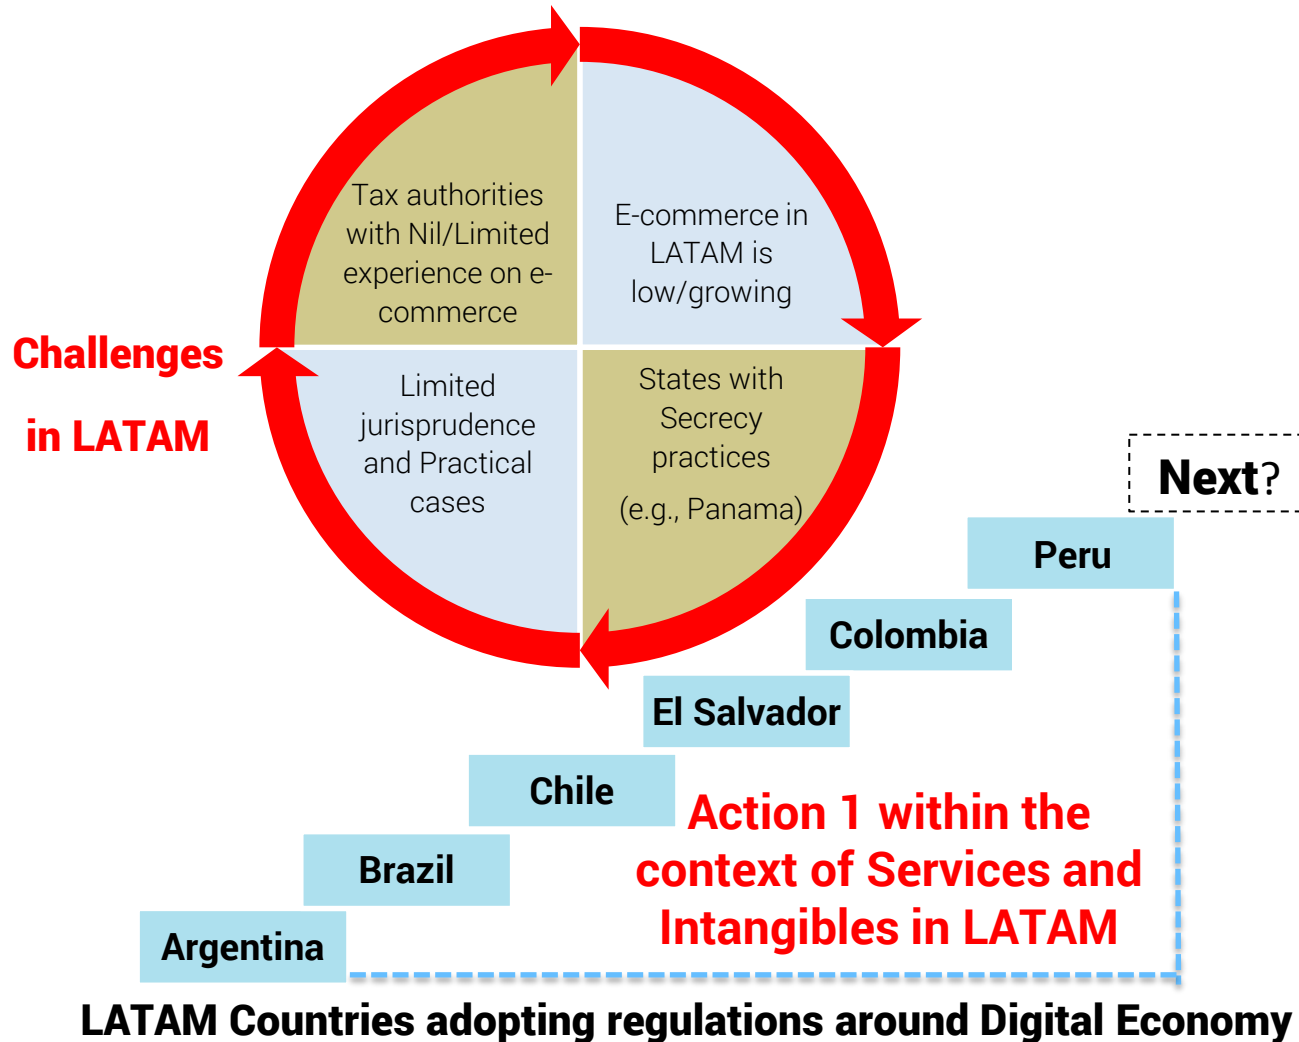 Tax authorities
with Nil/Limited
experience on e-
commerce
E-commerce in
LATAM is
low/growing
Challenges
in LATAM
Limited
jurisprudence
and Practical
cases
States with
Secrecy
practices
(e.g., Panama)
Next?
Peru
Colombia
El Salvador
Chile
Brazil
Argentina
Action 1 within the
context of Services and
Intangibles in LATAM
LATAM Countries adopting regulations around Digital Economy